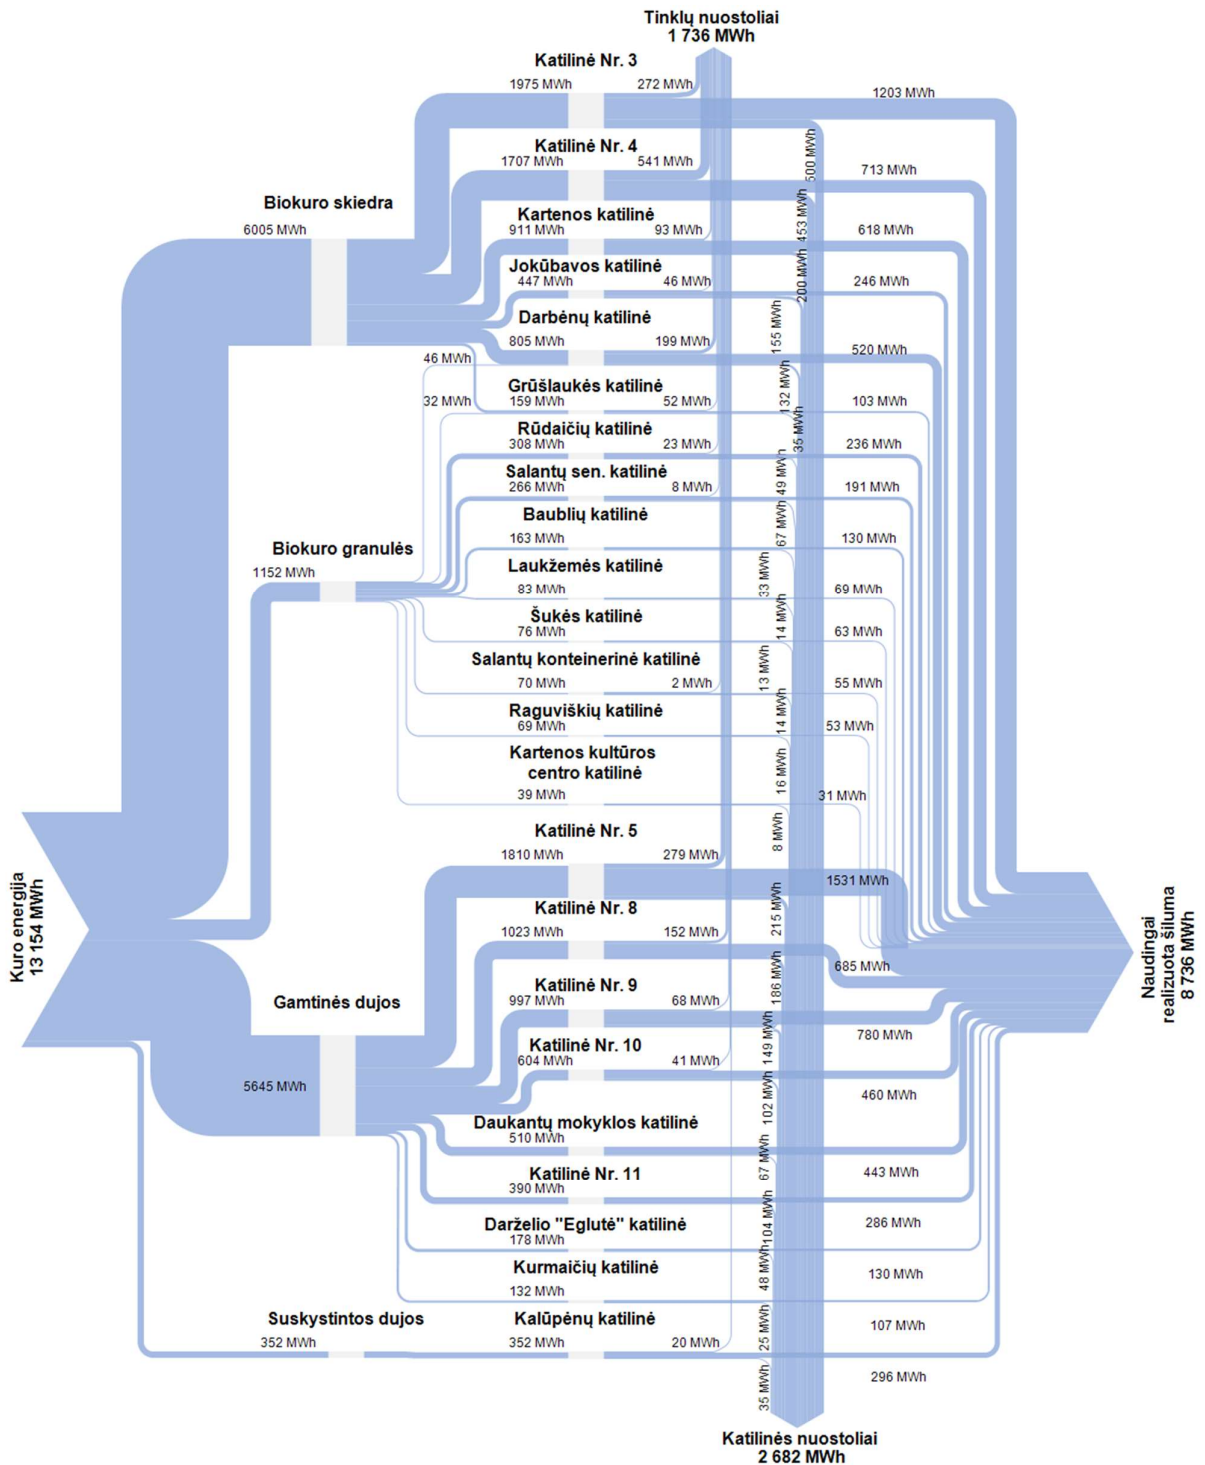 Tinklų nuostoliai
1 736 MWh
Katilinė Nr. 3
1975 MWh
272 MWh
1203 MWh
500 MWh
Katilinė Nr. 4
1707 MWh
541 MWh
713 MWh
453 MWh
Biokuro skiedra
6005 MWh
Kartenos katilinė
911 MWh
93 MWh
618 MWh
200 MWh
Jokūbavos katilinė
447 MWh
46 MWh
246 MWh
155 MWh
Darbėnų katilinė
805 MWh
199 MWh
520 MWh
46 MWh
132 MWh
Grūšlaukės katilinė
32 MWh
159 MWh
52 MWh
103 MWh
35 MWh
Rūdaičių katilinė
308 MWh
23 MWh
236 MWh
49 MWh
Salantų sen. katilinė
266 MWh
8 MWh
191 MWh
67 MWh
Baublių katilinė
163 MWh
130 MWh
33 MWh
Biokuro granulės
1152 MWh
Laukžemės katilinė
83 MWh
69 MWh
14 MWh
Šukės katilinė
76 MWh
63 MWh
13 MWh
Salantų konteinerinė katilinė
70 MWh
2 MWh
55 MWh
14 MWh
Raguviškių katilinė
69 MWh
53 MWh
16 MWh
Kartenos kultūros
centro katilinė
39 MWh
31 MWh
8 MWh
Katilinė Nr. 5
1810 MWh
279 MWh
1531 MWh
215 MWh
Kuro energija
13 154 MWh
Katilinė Nr. 8
1023 MWh
152 MWh
685 MWh
186 MWh
Naudingai
realizuota šiluma
8 736 MWh
Gamtinės dujos
5645 MWh
Katilinė Nr. 9
997 MWh
68 MWh
780 MWh
149 MWh
Katilinė Nr. 10
604 MWh
41 MWh
460 MWh
102 MWh
Daukantų mokyklos katilinė
510 MWh
443 MWh
67 MWh
Katilinė Nr. 11
390 MWh
286 MWh
104 MWh
Darželio "Eglutė" katilinė
178 MWh
130 MWh
48 MWh
Kurmaičių katilinė
132 MWh
107 MWh
25 MWh
Suskystintos dujos
352 MWh
Kalūpėnų katilinė
352 MWh
20 MWh
296 MWh
35 MWh
Katilinės nuostoliai
2 682 MWh